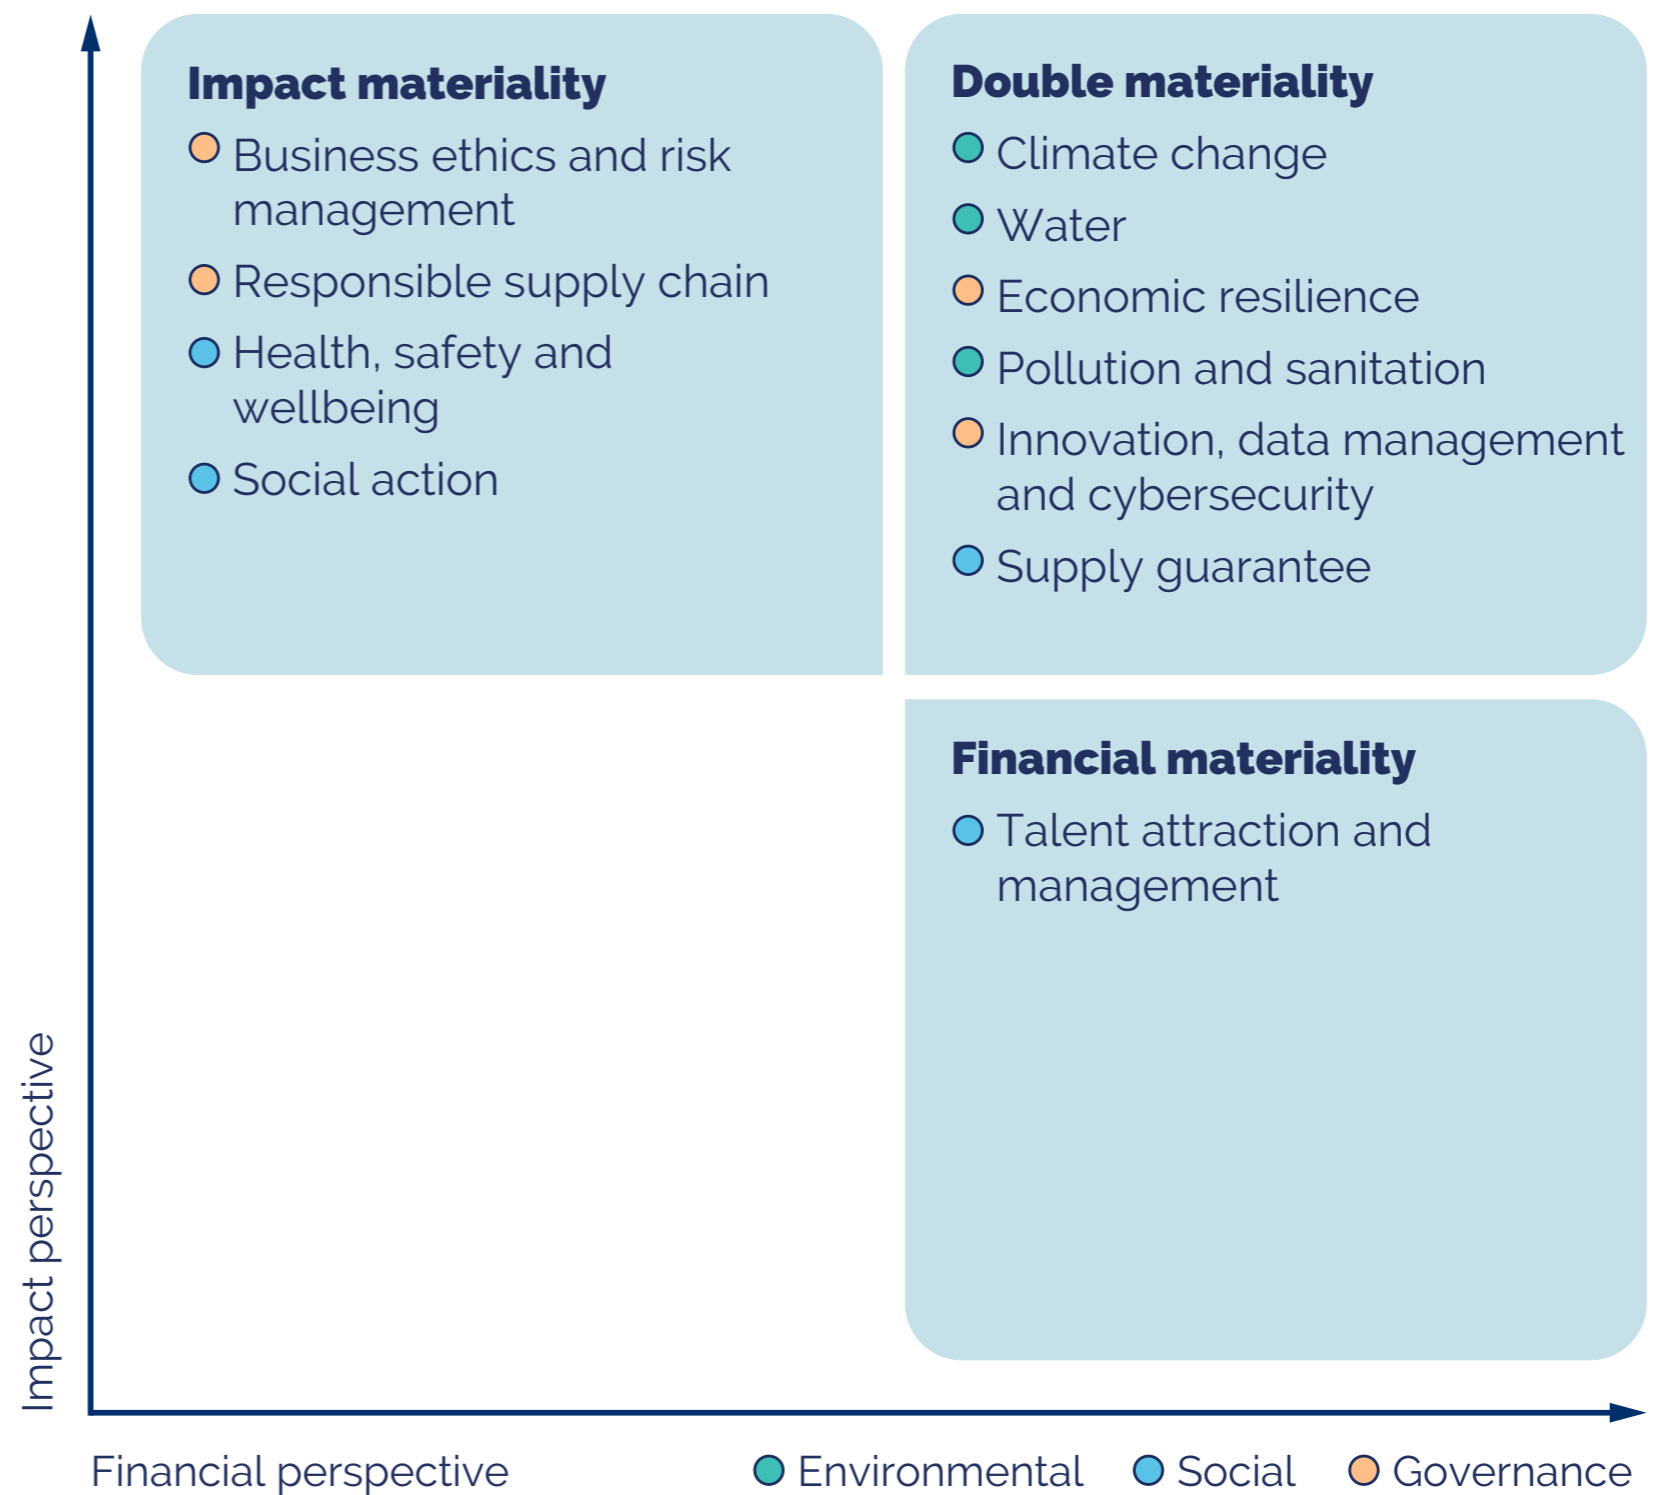 Impact materiality
Business ethics and risk
management
Responsible supply chain
Health, safety and
wellbeing
Social action
Double materiality
Climate change
Water
Economic resilience
Pollution and sanitation
Innovation, data management
and cybersecurity
Supply guarantee
Financial materiality
Talent attraction and
management
Impact perspective
Financial perspective
Environmental
Social
Governance